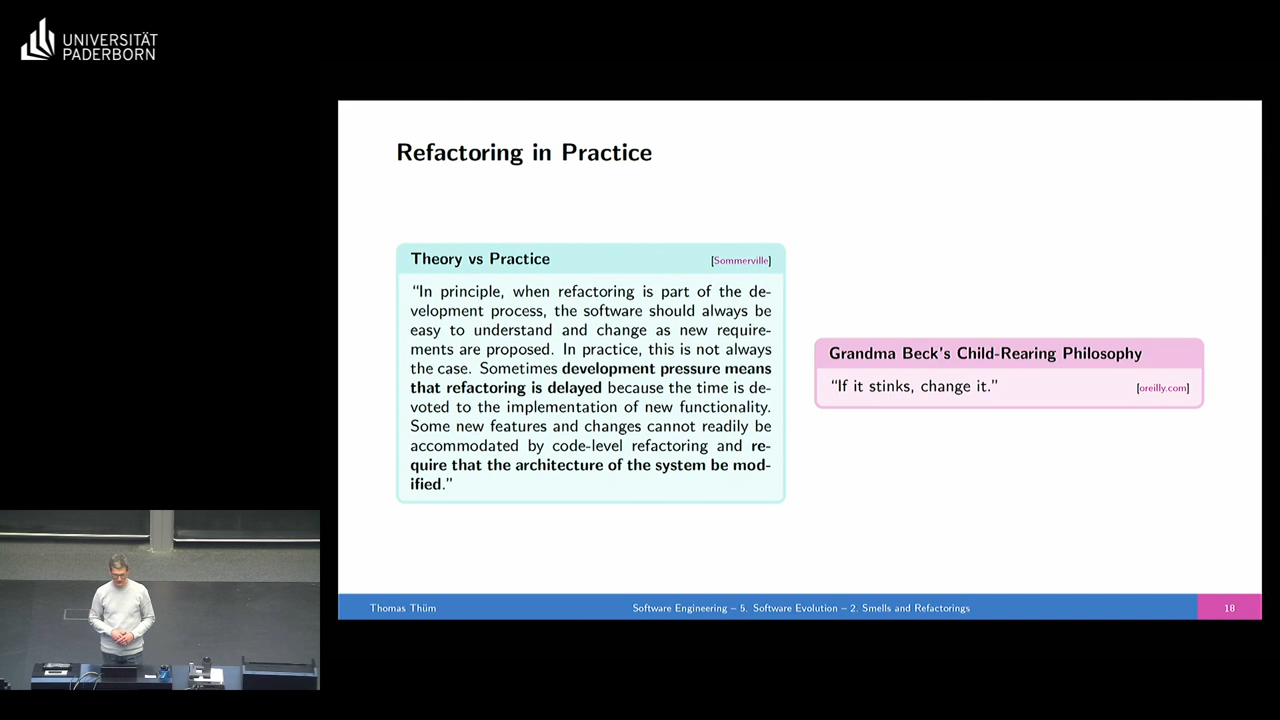 UNIVERSITÄT
PADERBORN
Refactoring in Practice
Theory vs Practice [Sommerville]
“In principle, when refactoring is part of the de-
velopment process, the software should always be
easy to understand and change as new require-
ments are proposed. In practice, this is not always
the case. Sometimes development pressure means
that refactoring is delayed because the time is de-
voted to the implementation of new functionality.
Some new features and changes cannot readily be
accommodated by code-level refactoring and re-
quire that the architecture of the system be mod-
ified.”
Grandma Beck's Child-Rearing Philosophy
“If it stinks, change it.” [oreilly.com]
Thomas Thüm Software Engineering – 5. Software Evolution – 2. Smells and Refactorings 18